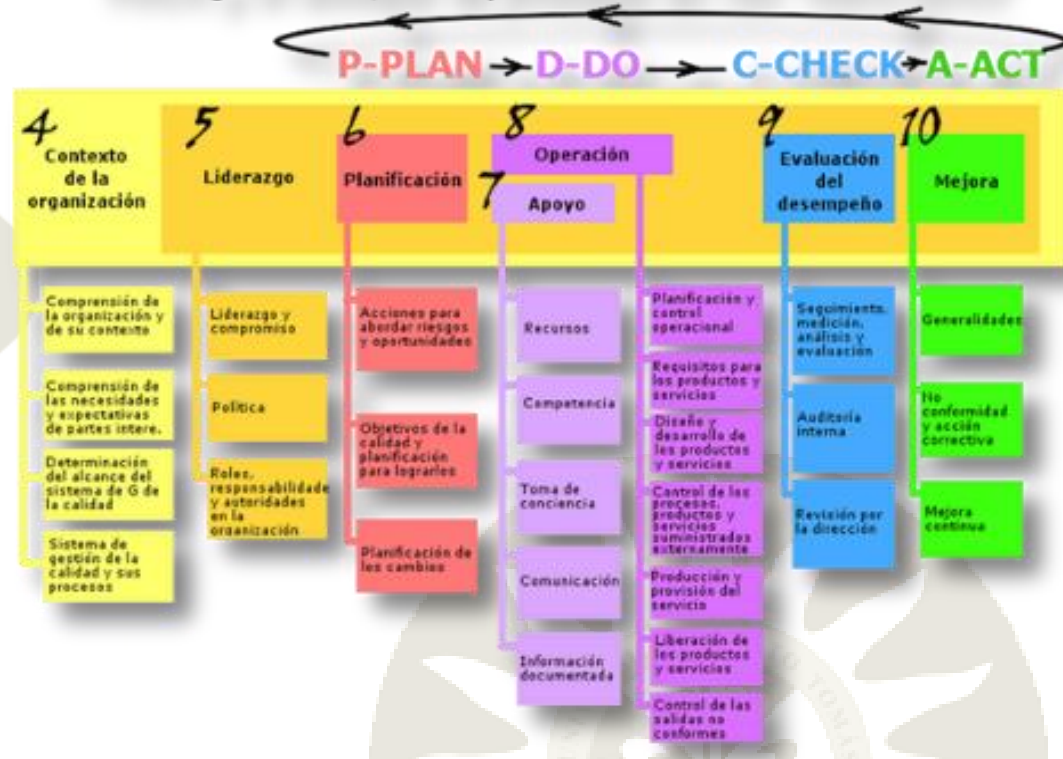 P-PLAN D-DO C-CHECK A-ACT
4
Contexto
de la
organización
5
Liderazgo
6
Planificación
8
Operación
7
Apoyo
9
Evaluación
del
desempeño
10
Mejora
Comprensión de
la organización y
de su contexto
Comprensión de
las necesidades
y expectativas
de partes intere.
Determinación
del alcance del
sistema de G de
la calidad
Sistema de
gestión de la
calidad y sus
procesos
Liderazgo y
compromiso
Política
Roles,
responsabilidade
y autoridades
en la
organización
Acciones para
abordar riesgos
y oportunidades
Objetivos de la
calidad y
planificación
para lograrlos
Planificación de
los cambios
Recursos
Competencia
Toma de
conciencia
Comunicación
Información
documentada
Planificación y
control
operacional
Requisitos para
los productos y
servicios
Diseño y
desarrollo de
los productos
y servicios
Control de los
procesos,
productos y
servicios
suministrados
externamente
Producción y
provisión del
servicio
Liberación de
los productos
y servicios
Control de las
salidas no
conformes
Seguimiento,
medición,
análisis y
evaluación
Auditoría
interna
Revisión por
la dirección
Generalidades
No
conformidad
y acción
correctiva
Mejora
continua